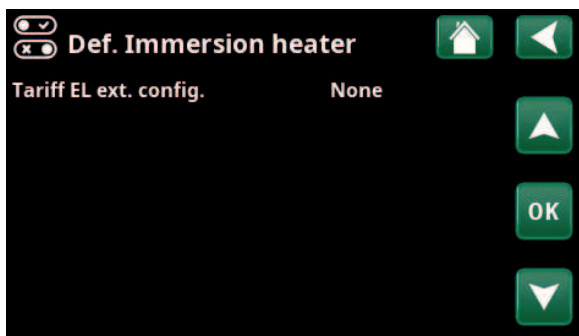 Def. Immersion heater
Tariff EL ext. config. None
OK